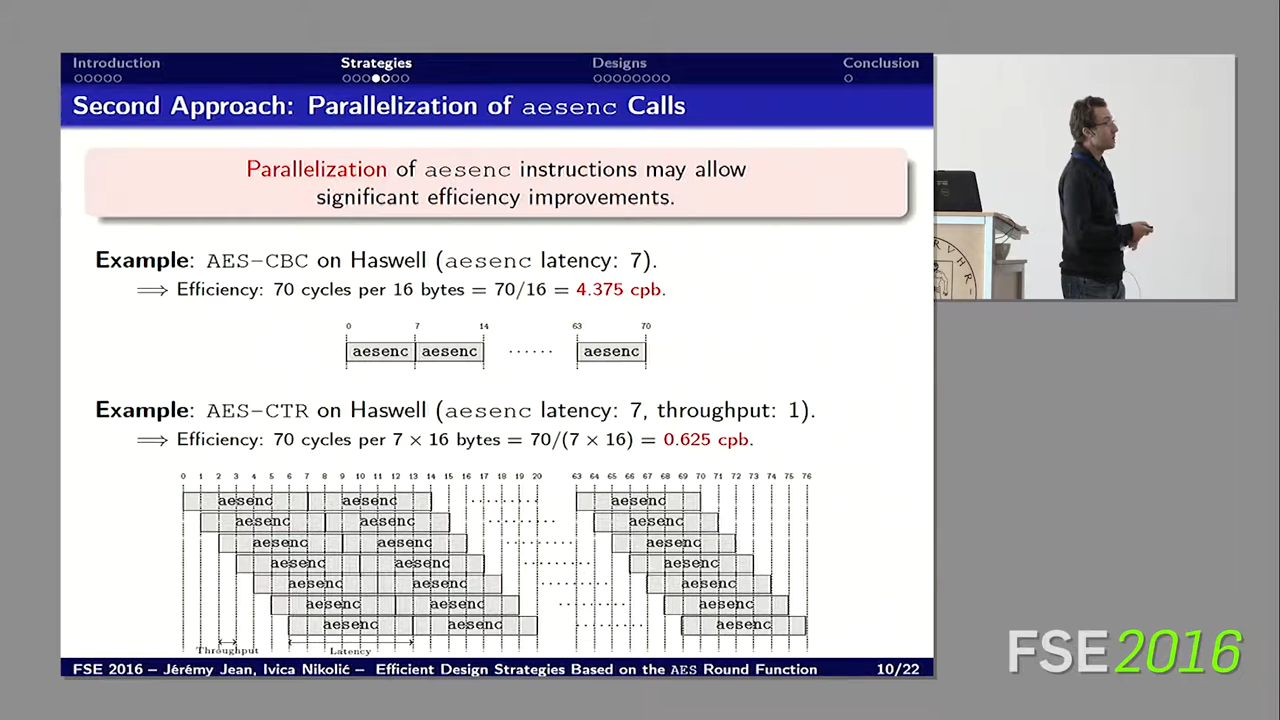 Introduction Strategies Designs Conclusion
Second Approach: Parallelization of aesenc Calls
Parallelization of aesenc instructions may allow
significant efficiency improvements.
Example: AES-CBC on Haswell (aesenc latency: 7).
⟹ Efficiency: 70 cycles per 16 bytes = 70/16 = 4.375 cpb.
0 7 14 63 70
aesenc aesenc ...... aesenc
Example: AES-CTR on Haswell (aesenc latency: 7, throughput: 1).
⟹ Efficiency: 70 cycles per 7 × 16 bytes = 70/(7 × 16) = 0.625 cpb.
0 1 2 3 4 5 6 7 8 9 10 11 12 13 14 15 16 17 18 19 20 63 64 65 66 67 68 69 70 71 72 73 74 75 76
aesenc aesenc aesenc
aesenc aesenc aesenc
aesenc aesenc aesenc
aesenc aesenc aesenc
aesenc aesenc aesenc
aesenc aesenc aesenc
aesenc aesenc aesenc
Throughput Latency
FSE 2016 – Jérémy Jean, Ivica Nikolić – Efficient Design Strategies Based on the AES Round Function 10/22
FSE2016